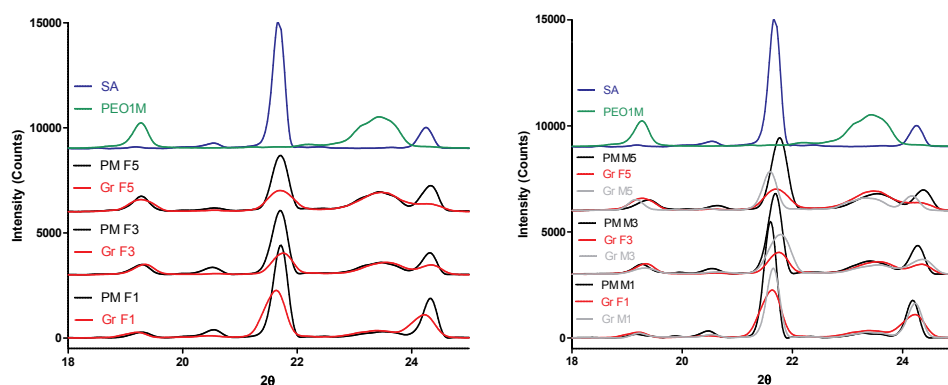 15000
10000
5000
0
Intensity (Counts)
SA
PEO1M
PM F5
Gr F5
PM F3
Gr F3
PM F1
Gr F1
18
20
22
24
2θ
15000
10000
5000
0
Intensity (Counts)
SA
PEO1M
PM M5
Gr F5
Gr M5
PM M3
Gr F3
Gr M3
PM M1
Gr F1
Gr M1
18
20
22
24
2θ